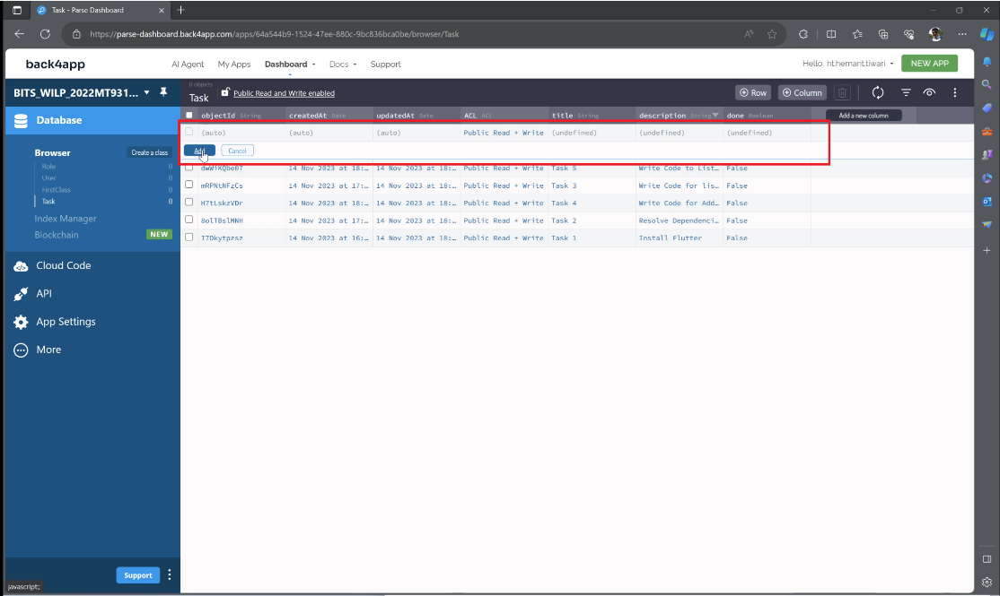 Task - Parse Dashboard
https://parse-dashboard.back4app.com/apps/64a544b9-1524-47ee-880c-9bc836bca0be/browser/Task
back4app
AI Agent My Apps Dashboard Docs Support
Hello, ht.hemant.tiwari NEW APP
BITS_WILP_2022MT931...
0 objects
Task
Public Read and Write enabled
Row Column
Database
Browser Create a class
Role 0
User 0
FirstClass 0
Task 0
Index Manager
Blockchain NEW
Cloud Code
API
App Settings
More
objectId String createdAt Date updatedAt Date ACL ACL title String description String done Boolean Add a new column
(auto) (auto) (auto) Public Read + Write (undefined) (undefined) (undefined)
Add Cancel
dWWiKQbe07 14 Nov 2023 at 18:... 14 Nov 2023 at 18:... Public Read + Write Task 5 Write Code to List... False
mRPNtNFzCs 14 Nov 2023 at 17:... 14 Nov 2023 at 18:... Public Read + Write Task 3 Write Code for lis... False
H7tLskzVDr 14 Nov 2023 at 18:... 14 Nov 2023 at 18:... Public Read + Write Task 4 Write Code for Add... False
8olTBslMNH 14 Nov 2023 at 17:... 14 Nov 2023 at 18:... Public Read + Write Task 2 Resolve Dependenci... False
I7Dkytpzsz 14 Nov 2023 at 16:... 14 Nov 2023 at 18:... Public Read + Write Task 1 Install Flutter False
Support
javascript:;